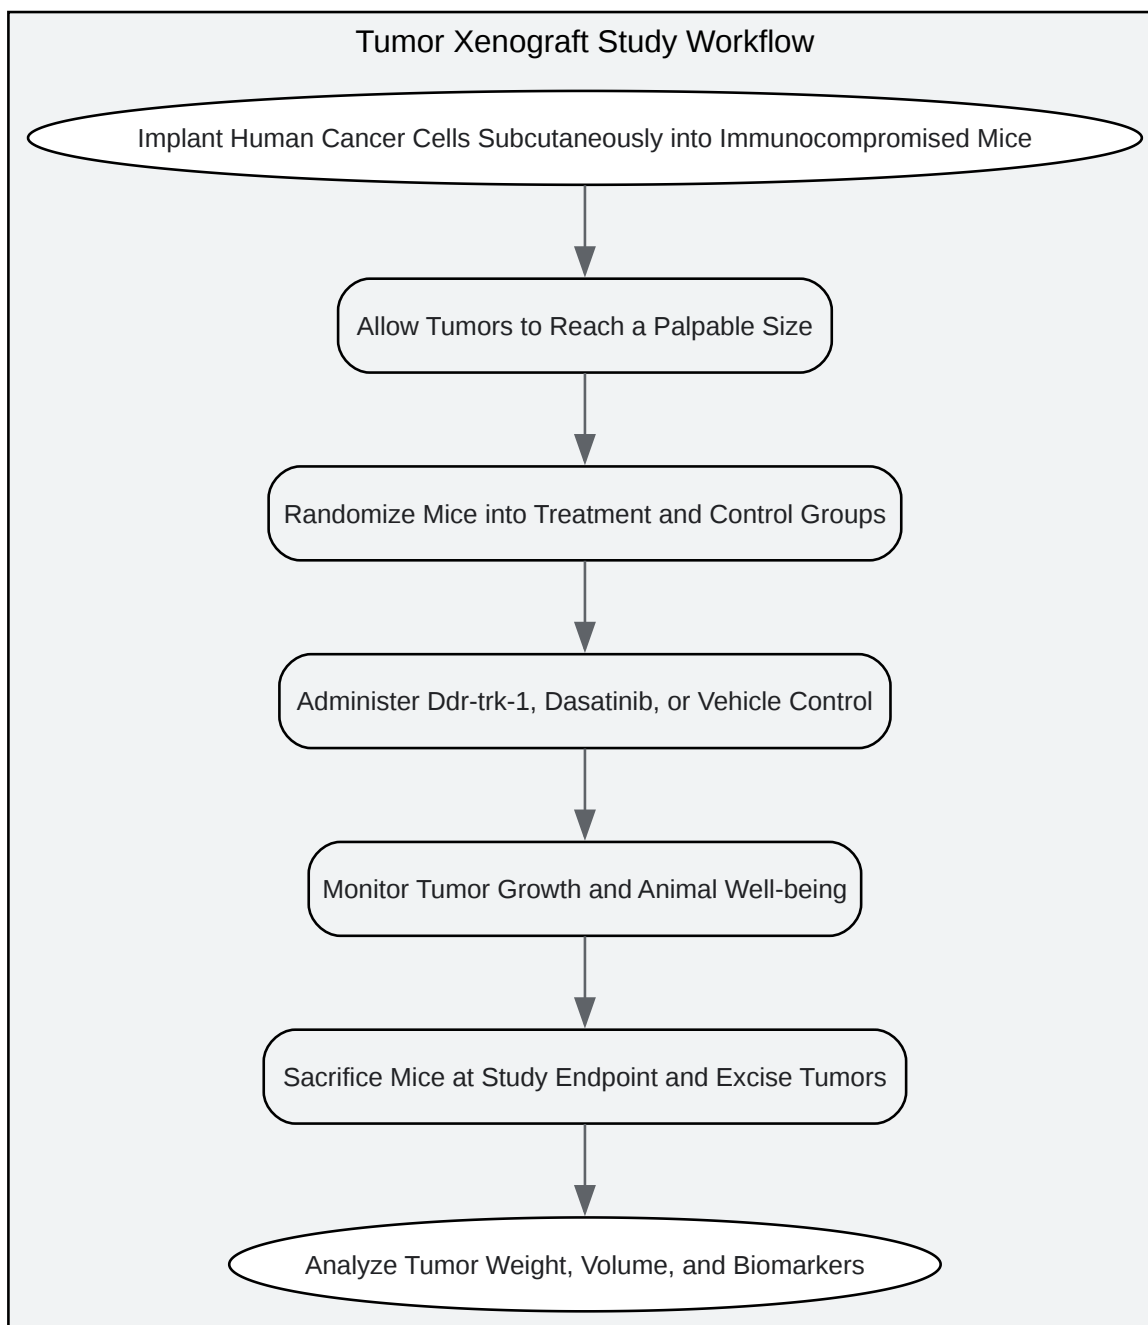 Tumor Xenograft Study Workflow
Implant Human Cancer Cells Subcutaneously into Immunocompromised Mice
Allow Tumors to Reach a Palpable Size
Randomize Mice into Treatment and Control Groups
Administer Ddr-trk-1, Dasatinib, or Vehicle Control
Monitor Tumor Growth and Animal Well-being
Sacrifice Mice at Study Endpoint and Excise Tumors
Analyze Tumor Weight, Volume, and Biomarkers